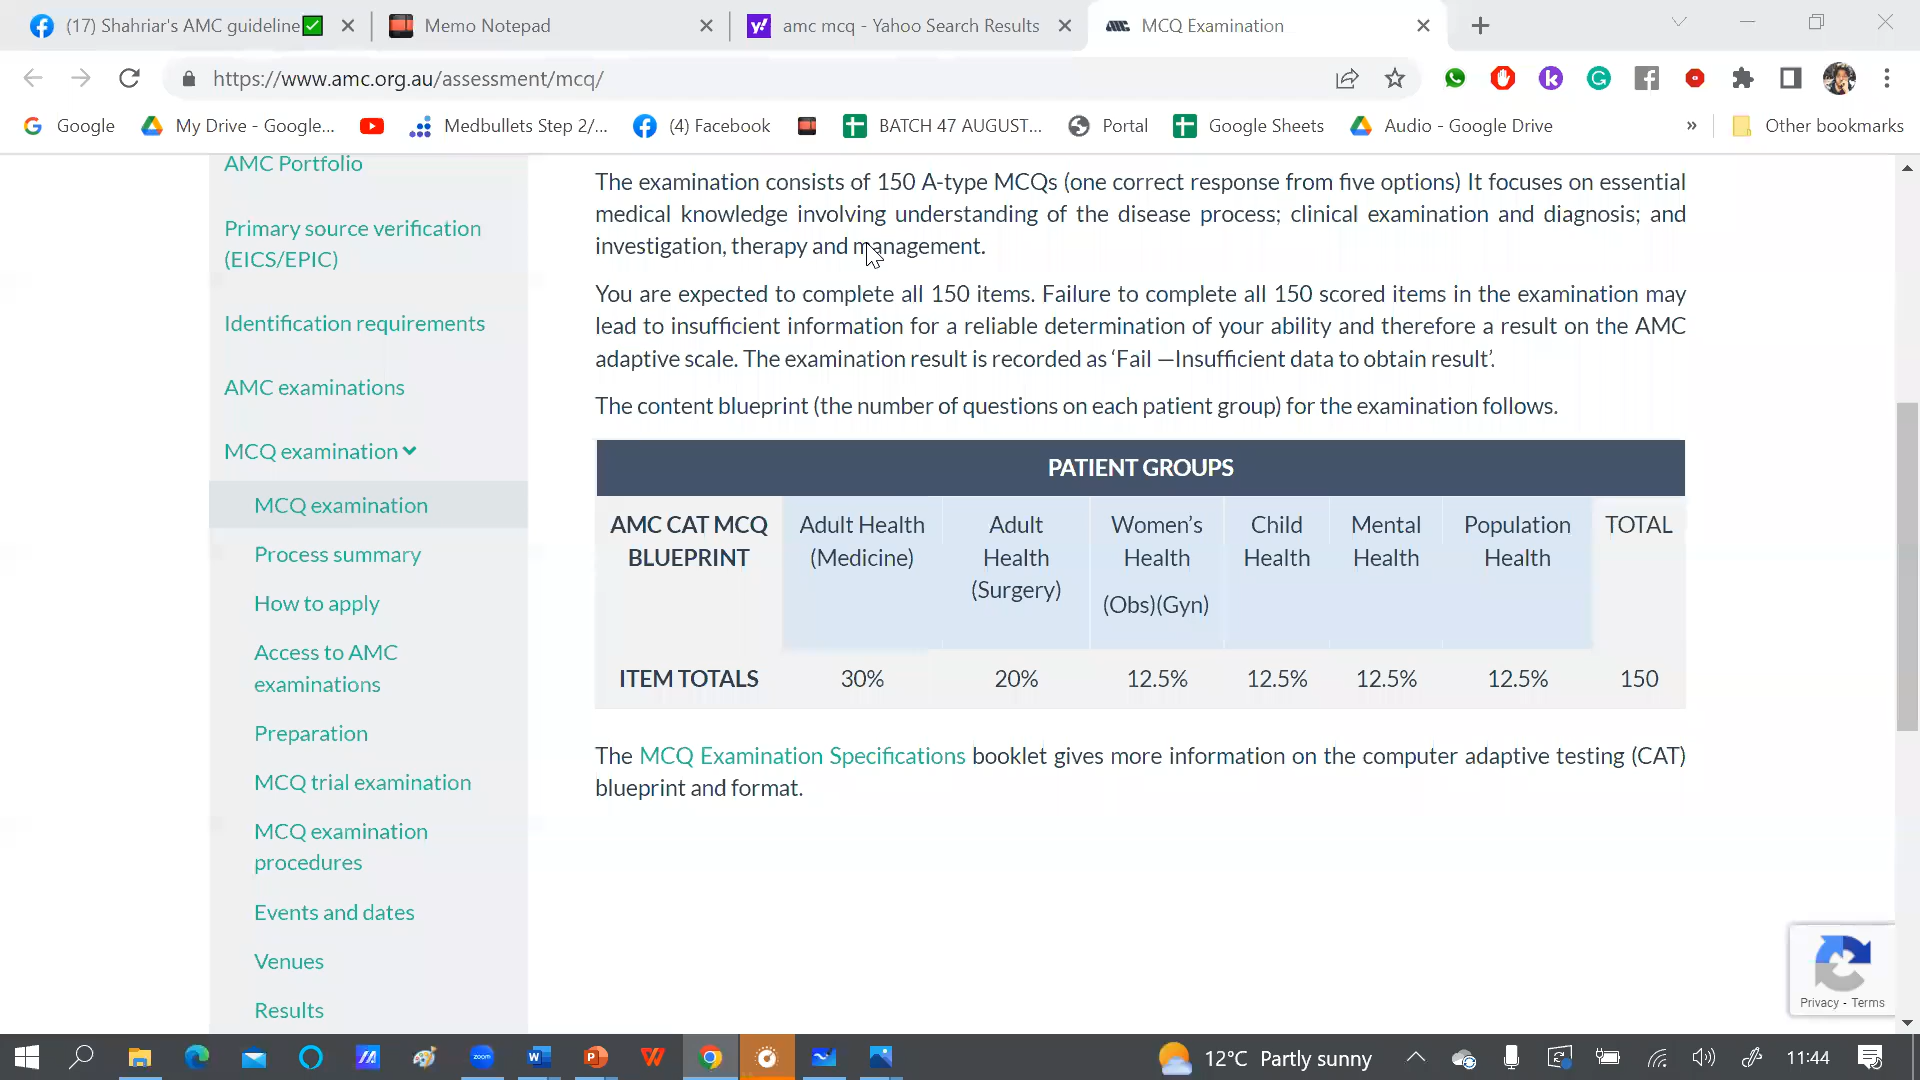 (17) Shahriar's AMC guideline
Memo Notepad
amc mcq - Yahoo Search Results
MCQ Examination
https://www.amc.org.au/assessment/mcq/
Google
My Drive - Google...
Medbullets Step 2/...
(4) Facebook
BATCH 47 AUGUST...
Portal
Google Sheets
Audio - Google Drive
»
Other bookmarks
AMC Portfolio
Primary source verification
(EICS/EPIC)
Identification requirements
AMC examinations
MCQ examination
MCQ examination
Process summary
How to apply
Access to AMC
examinations
Preparation
MCQ trial examination
MCQ examination
procedures
Events and dates
Venues
Results
The examination consists of 150 A-type MCQs (one correct response from five options) It focuses on essential
medical knowledge involving understanding of the disease process; clinical examination and diagnosis; and
investigation, therapy and management.
You are expected to complete all 150 items. Failure to complete all 150 scored items in the examination may
lead to insufficient information for a reliable determination of your ability and therefore a result on the AMC
adaptive scale. The examination result is recorded as ‘Fail —Insufficient data to obtain result’.
The content blueprint (the number of questions on each patient group) for the examination follows.
PATIENT GROUPS
AMC CAT MCQ
BLUEPRINT
Adult Health
(Medicine)
Adult
Health
(Surgery)
Women's
Health
(Obs)(Gyn)
Child
Health
Mental
Health
Population
Health
TOTAL
ITEM TOTALS 30% 20% 12.5% 12.5% 12.5% 12.5% 150
The MCQ Examination Specifications booklet gives more information on the computer adaptive testing (CAT)
blueprint and format.
Privacy - Terms
zoom
12°C Partly sunny
11:44